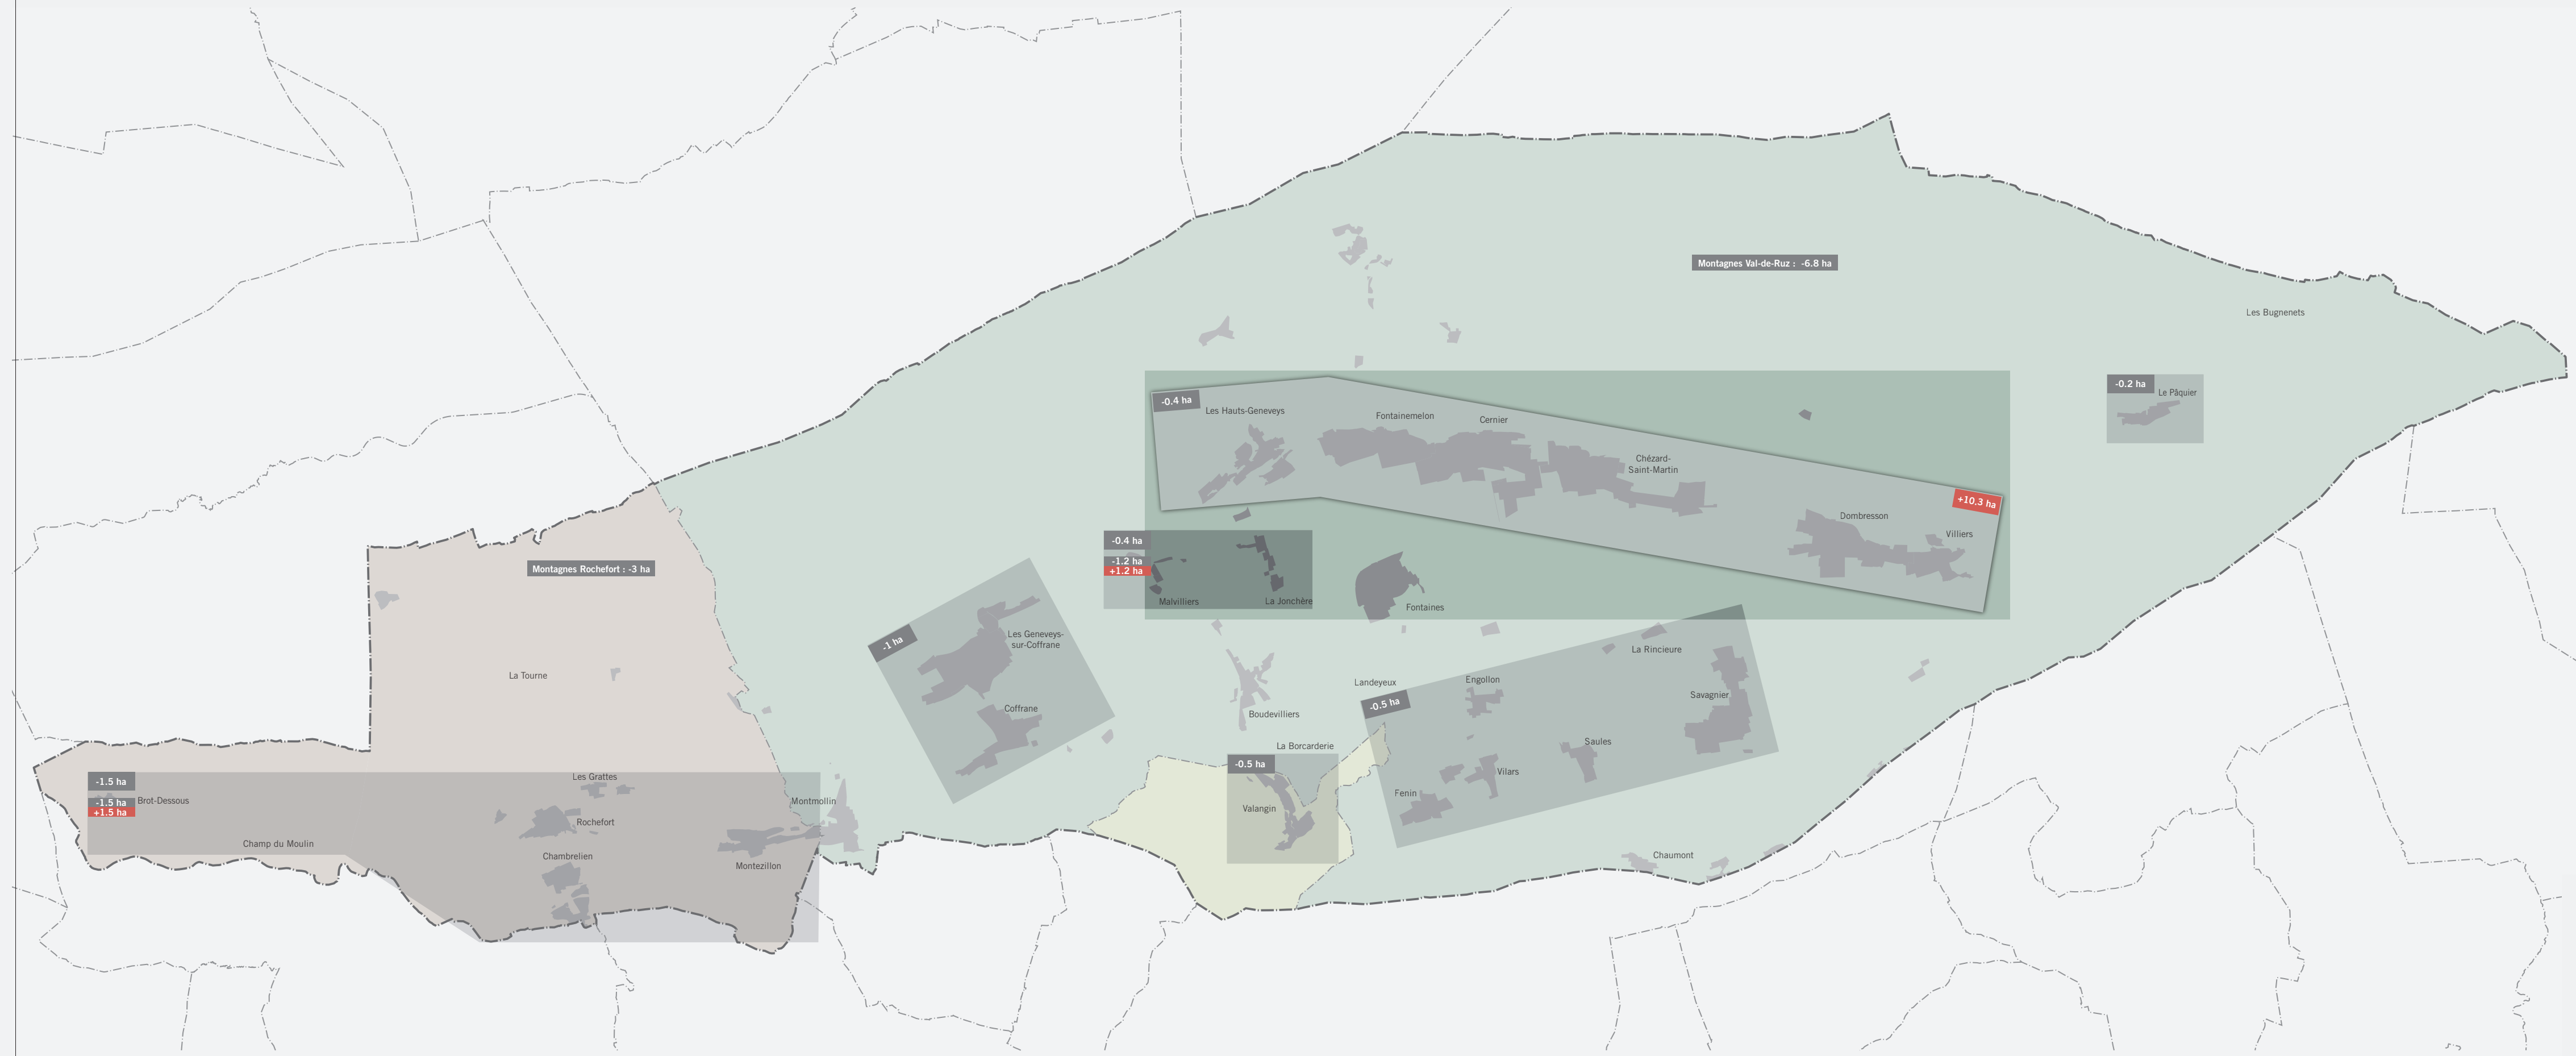 Montagnes Val-de-Ruz : -6.8 ha
Les Bugnenets
-0.2 ha
Le Pâquier
-0.4 ha
Les Hauts-Geneveys
Fontainemelon
Cernier
Chézard-
Saint-Martin
+10.3 ha
Dombresson
Villiers
-0.4 ha
-1.2 ha
+1.2 ha
Malvilliers
La Jonchère
Fontaines
Montagnes Rochefort : -3 ha
-1 ha
Les Geneveys-
sur-Coffrane
Coffrane
La Tourne
Landeyeux
Boudevilliers
La Borcarderie
-0.5 ha
Engollon
La Rincieure
Savagnier
Saules
Vilars
Fenin
-0.5 ha
Valangin
Chaumont
-1.5 ha
-1.5 ha
+1.5 ha
Brot-Dessous
Les Grattes
Rochefort
Champ du Moulin
Chambrelien
Montmollin
Montezillon